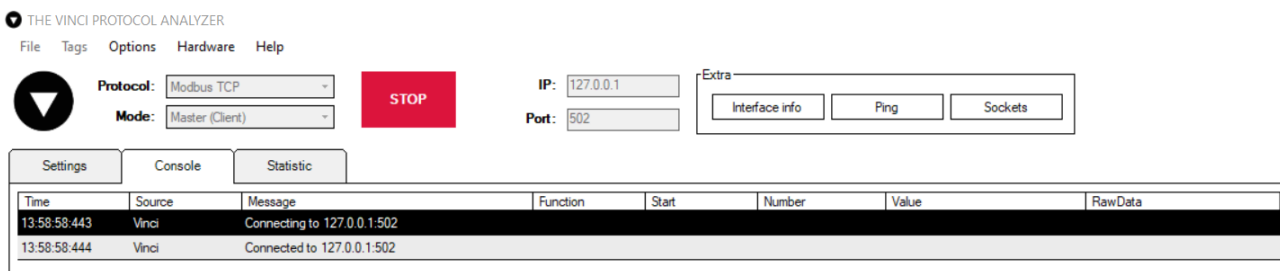 THE VINCI PROTOCOL ANALYZER
File Tags Options Hardware Help
Protocol: Modbus TCP
Mode: Master (Client)
STOP
IP: 127.0.0.1
Port: 502
Extra
Interface info Ping Sockets
Settings Console Statistic
Time Source Message Function Start Number Value RawData
13:58:58:443 Vinci Connecting to 127.0.0.1:502
13:58:58:444 Vinci Connected to 127.0.0.1:502